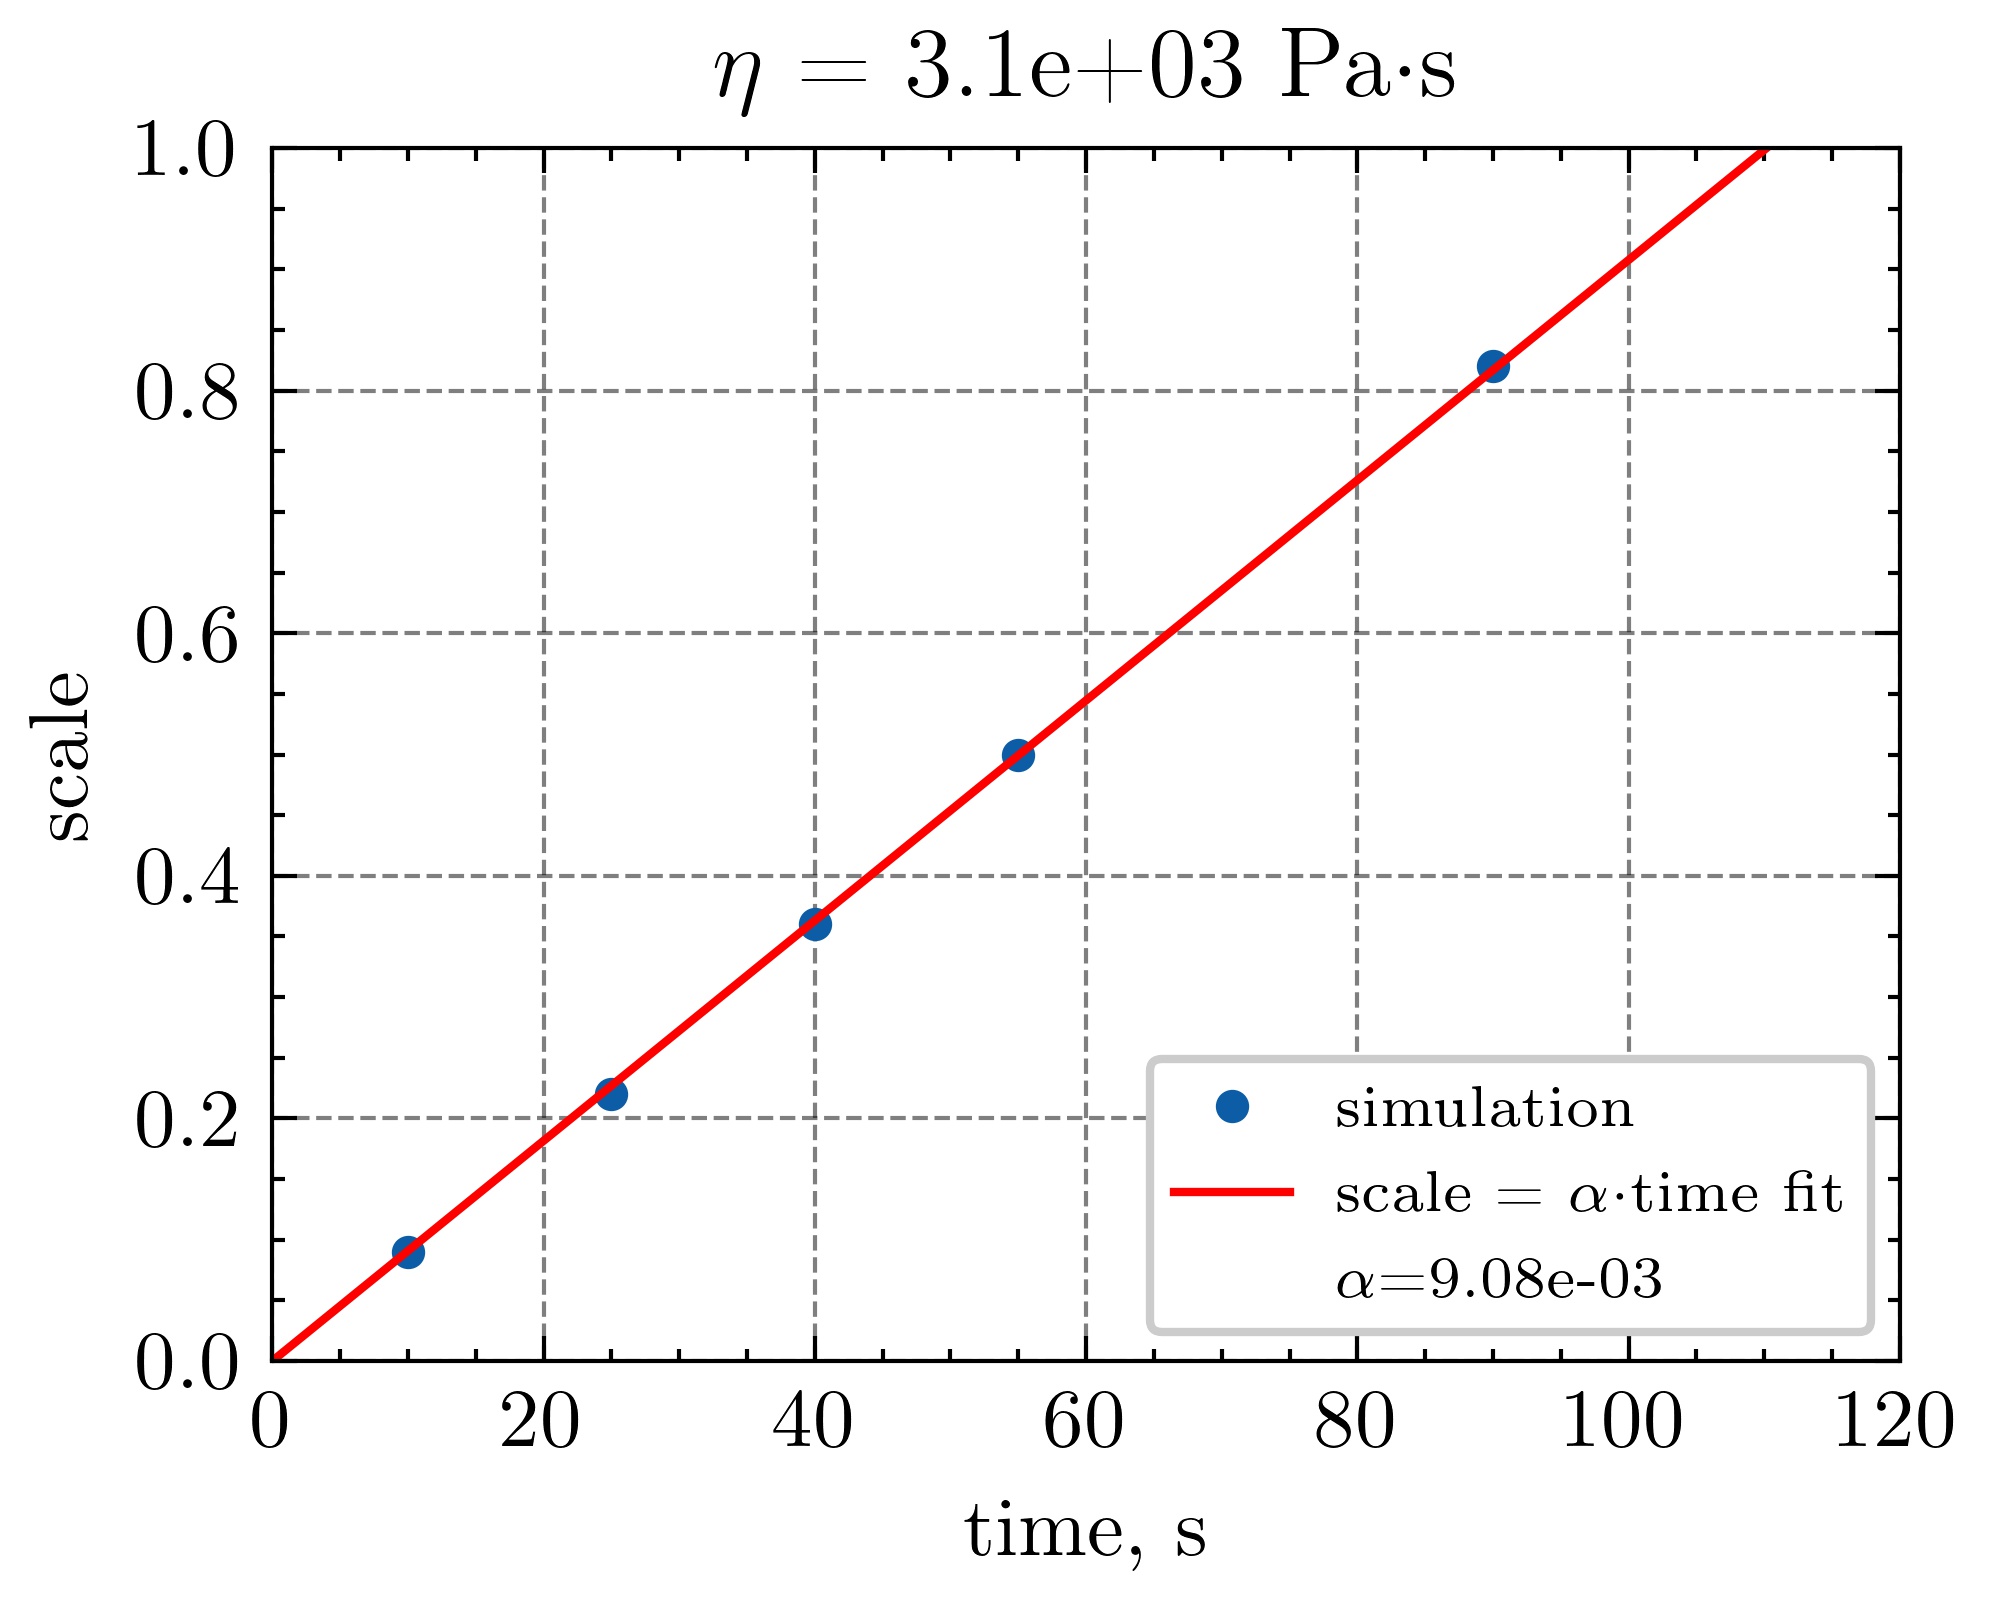 η = 3.1e+03 Pa·s
1.0
0.8
0.6
0.4
0.2
0.0
scale
simulation
scale = α·time fit
α=9.08e-03
0 20 40 60 80 100 120
time, s